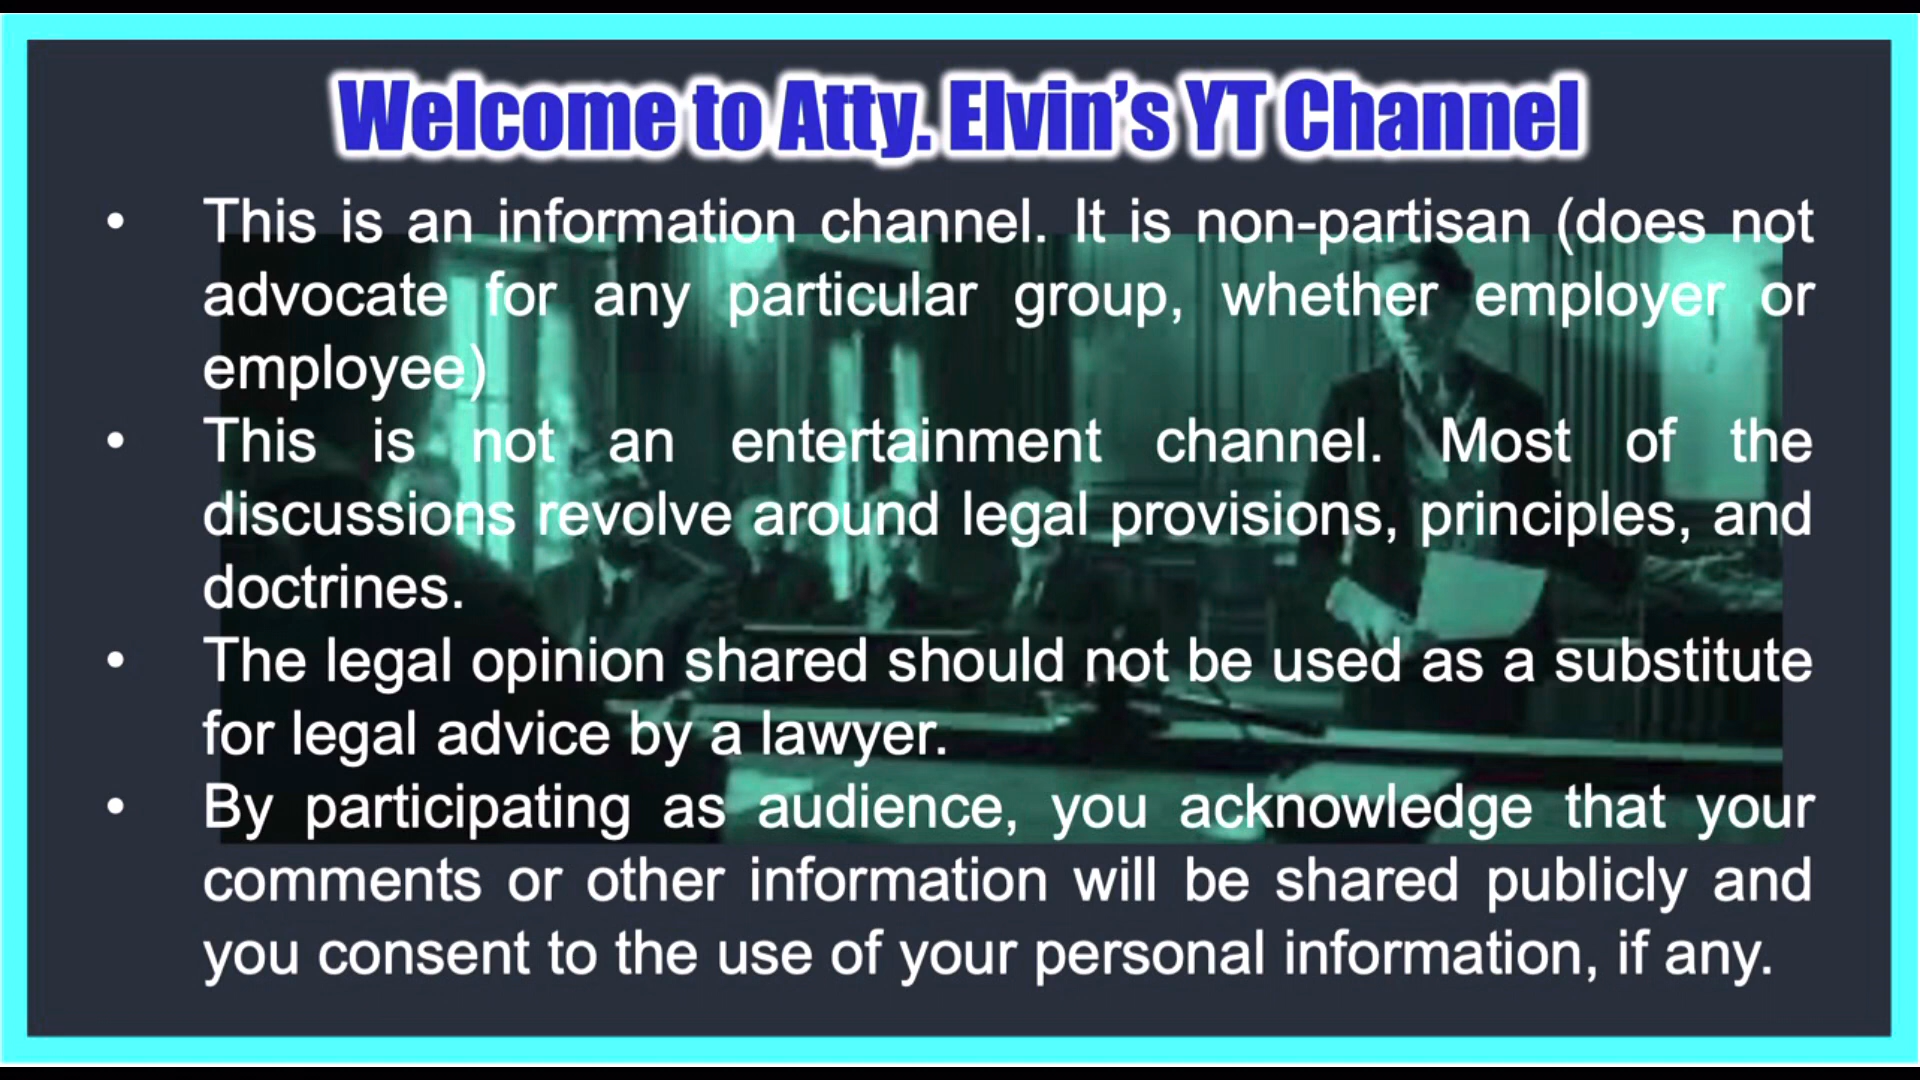 Welcome to Atty. Elvin’s YT Channel
• This is an information channel. It is non-partisan (does not
advocate for any particular group, whether employer or
employee)
• This is not an entertainment channel. Most of the
discussions revolve around legal provisions, principles, and
doctrines.
• The legal opinion shared should not be used as a substitute
for legal advice by a lawyer.
• By participating as audience, you acknowledge that your
comments or other information will be shared publicly and
you consent to the use of your personal information, if any.